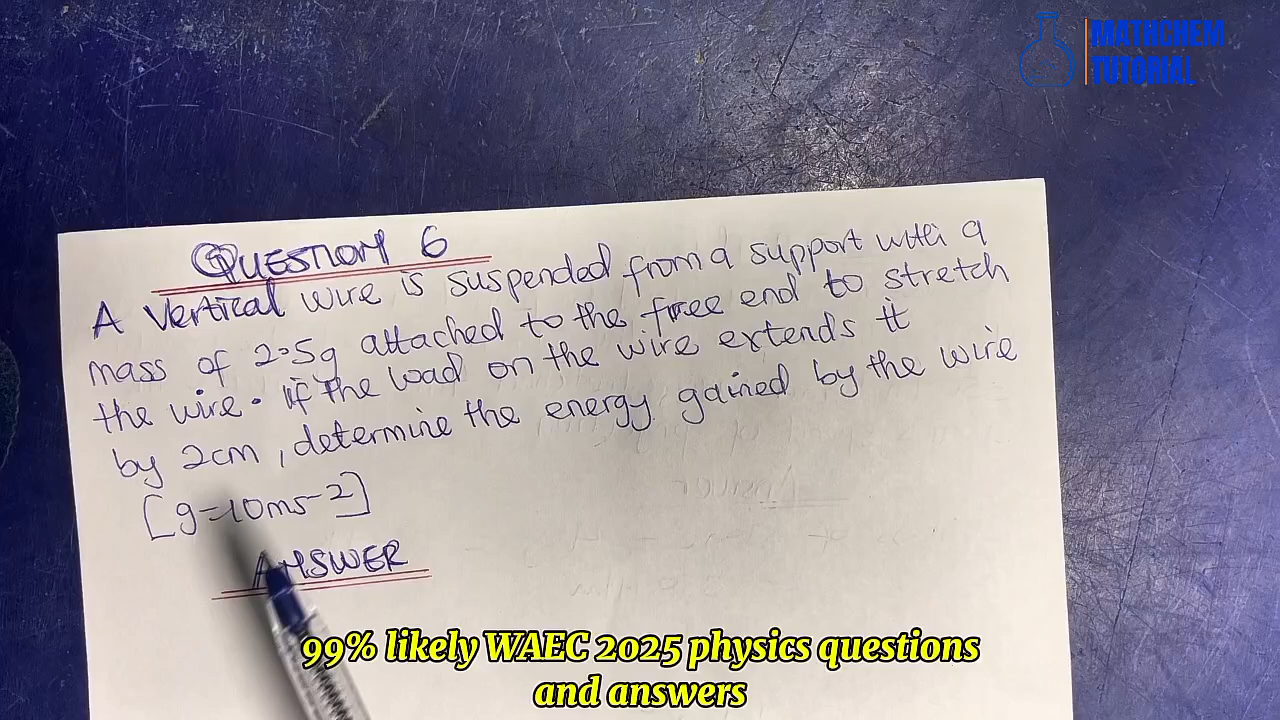 MATHCHEM
TUTORIAL
QUESTION 6
A vertical wire is suspended from a support with a
mass of 2.5g attached to the free end to stretch
the wire. If the load on the wire extends it
by 2cm, determine the energy gained by the wire
[g=10ms-2]
ANSWER
99% likely WAEC 2025 physics questions
and answers